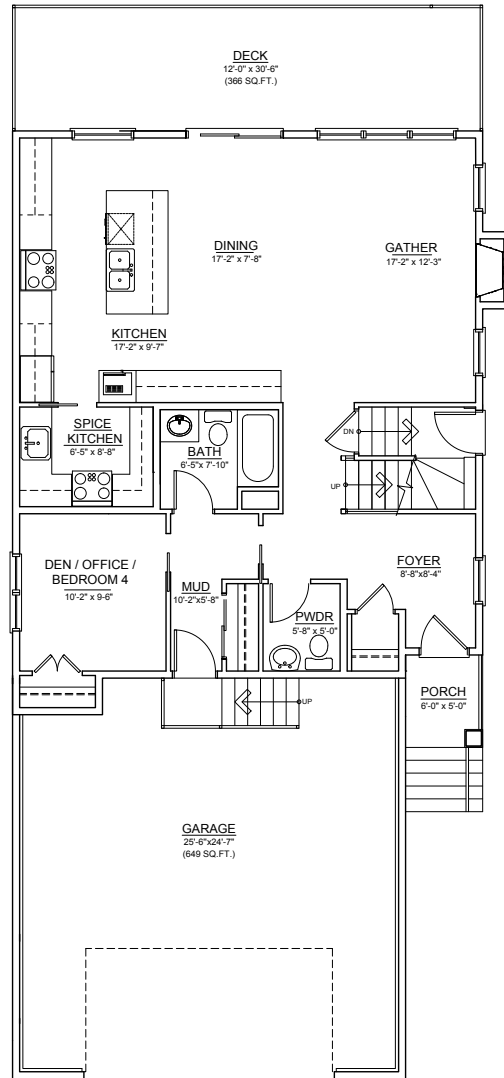 DECK
12'-0" x 30'-6"
(366 SQ.FT.)
DINING
17'-2" x 7'-8"
GATHER
17'-2" x 12'-3"
KITCHEN
17'-2" x 9'-7"
SPICE
KITCHEN
6'-5" x 8'-8"
BATH
6'-5"x 7'-10"
DN
UP
DEN / OFFICE /
BEDROOM 4
10'-2" x 9-6"
MUD
10'-2"x5'-8"
FOYER
8'-8"x8'-4"
PWDR
5'-8" x 5'-0"
PORCH
6'-0" x 5'-0"
UP
GARAGE
25'-6"x24'-7"
(649 SQ.FT.)